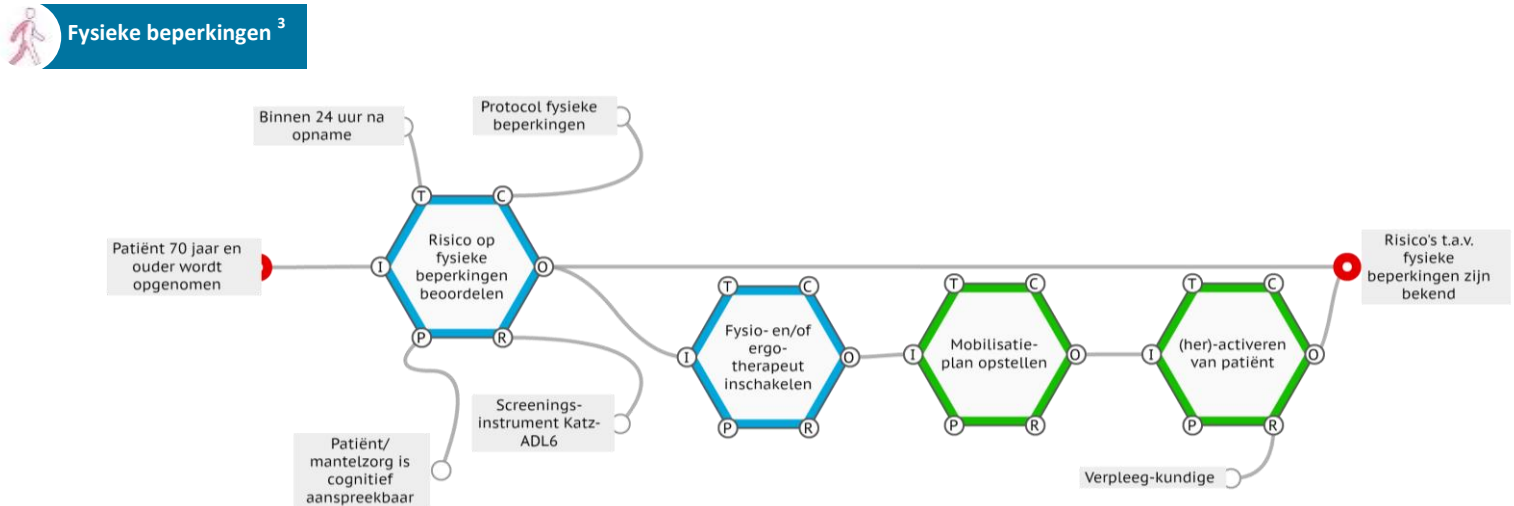 Fysieke beperkingen 3
Binnen 24 uur na
opname
Protocol fysieke
beperkingen
T
C
Patiënt 70 jaar en
ouder wordt
opgenomen
I
Risico op
fysieke
beperkingen
beoordelen
O
P
R
Patiënt/
mantelzorg is
cognitief
aanspreekbaar
Screenings-
instrument Katz-
ADL6
T
C
I
Fysio- en/of
ergo-
therapeut
inschakelen
O
P
R
T
C
I
Mobilisatie-
plan opstellen
O
P
R
T
C
I
(her)-activeren
van patiënt
O
P
R
Verpleeg-kundige
Risico's t.a.v.
fysieke
beperkingen zijn
bekend